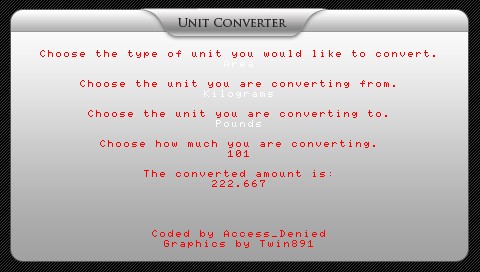 Unit Converter
Choose the type of unit you would like to convert.
Area
Choose the unit you are converting from.
Kilograms
Choose the unit you are converting to.
Pounds
Choose how much you are converting.
101
The converted amount is:
222.667
Coded by Access_Denied
Graphics by Twin891